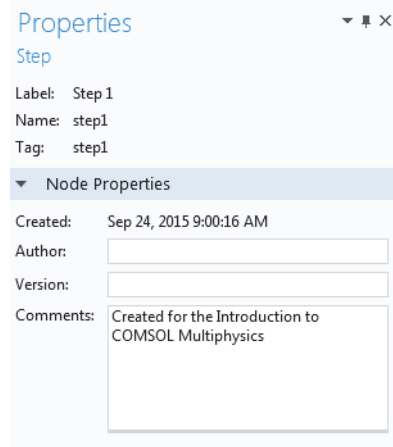 Properties
Step
Label: Step 1
Name: step1
Tag: step1
Node Properties
Created: Sep 24, 2015 9:00:16 AM
Author:
Version:
Comments: Created for the Introduction to
COMSOL Multiphysics